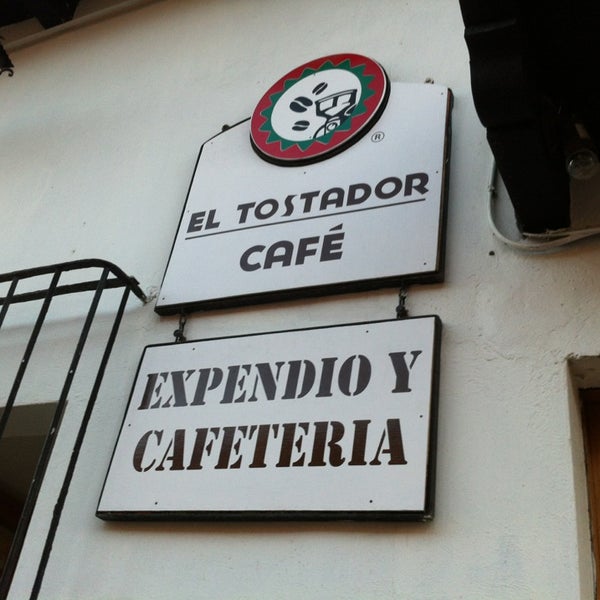 ®
EL TOSTADOR
CAFÉ
EXPENDIO Y
CAFETERIA